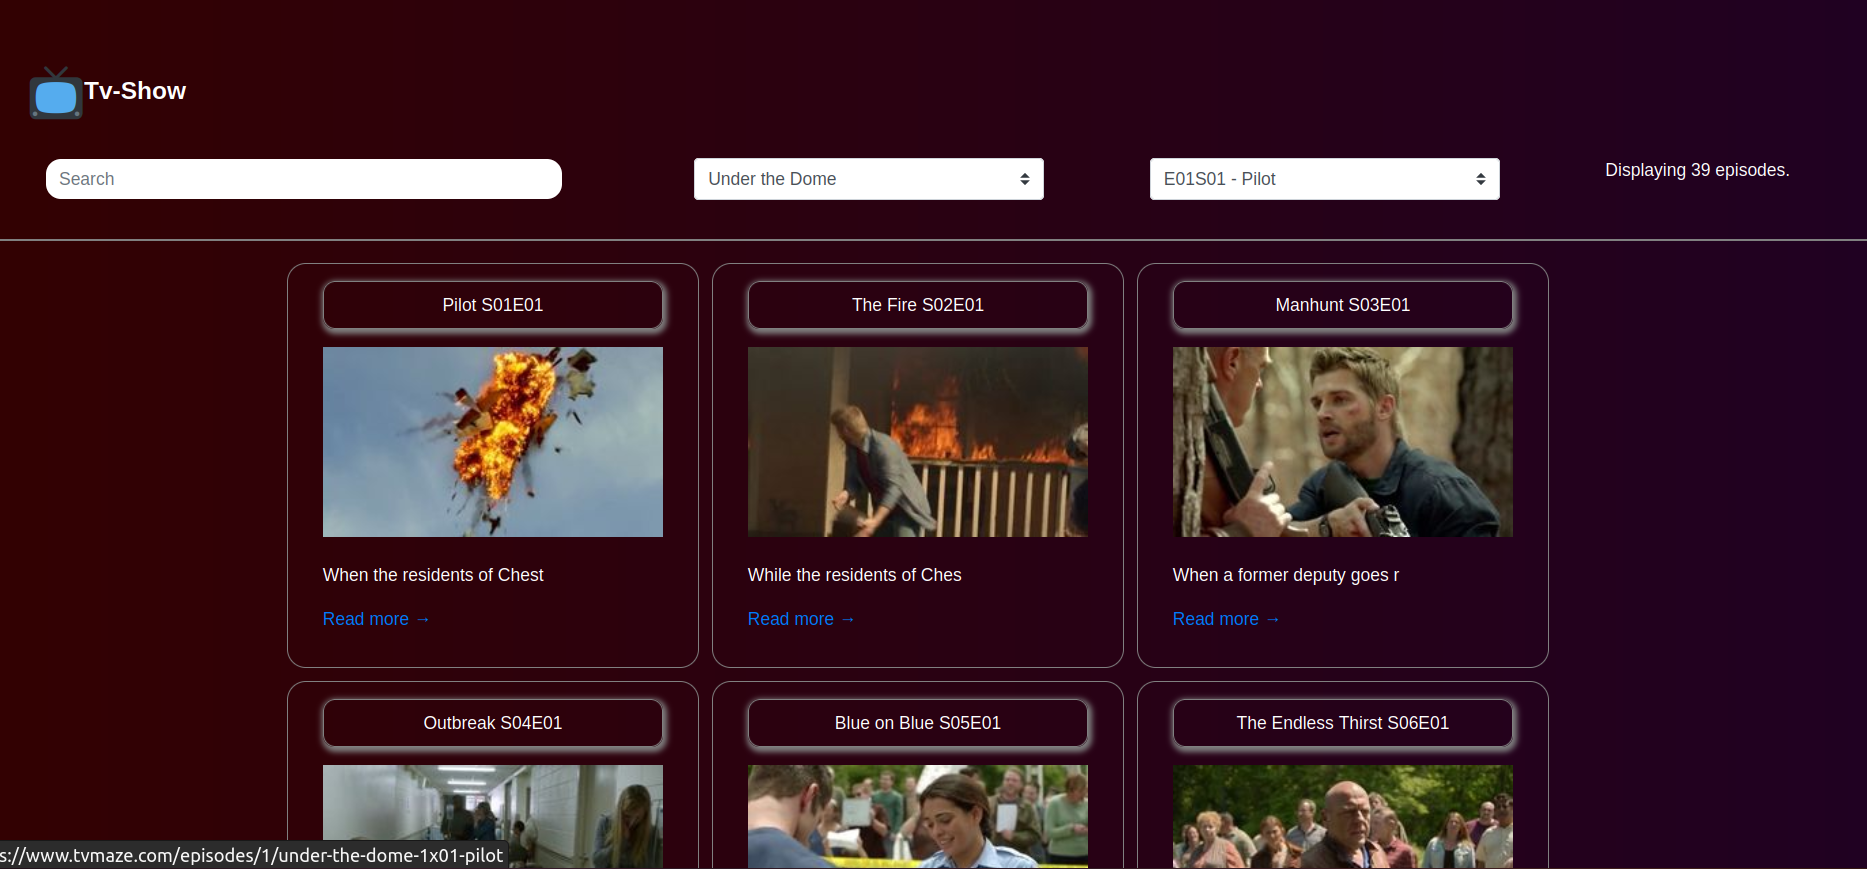 Tv-Show
Search
Under the Dome
E01S01 - Pilot
Displaying 39 episodes.
Pilot S01E01
The Fire S02E01
Manhunt S03E01
When the residents of Chest
While the residents of Ches
When a former deputy goes r
Read more →
Read more →
Read more →
Outbreak S04E01
Blue on Blue S05E01
The Endless Thirst S06E01
s://www.tvmaze.com/episodes/1/under-the-dome-1x01-pilot